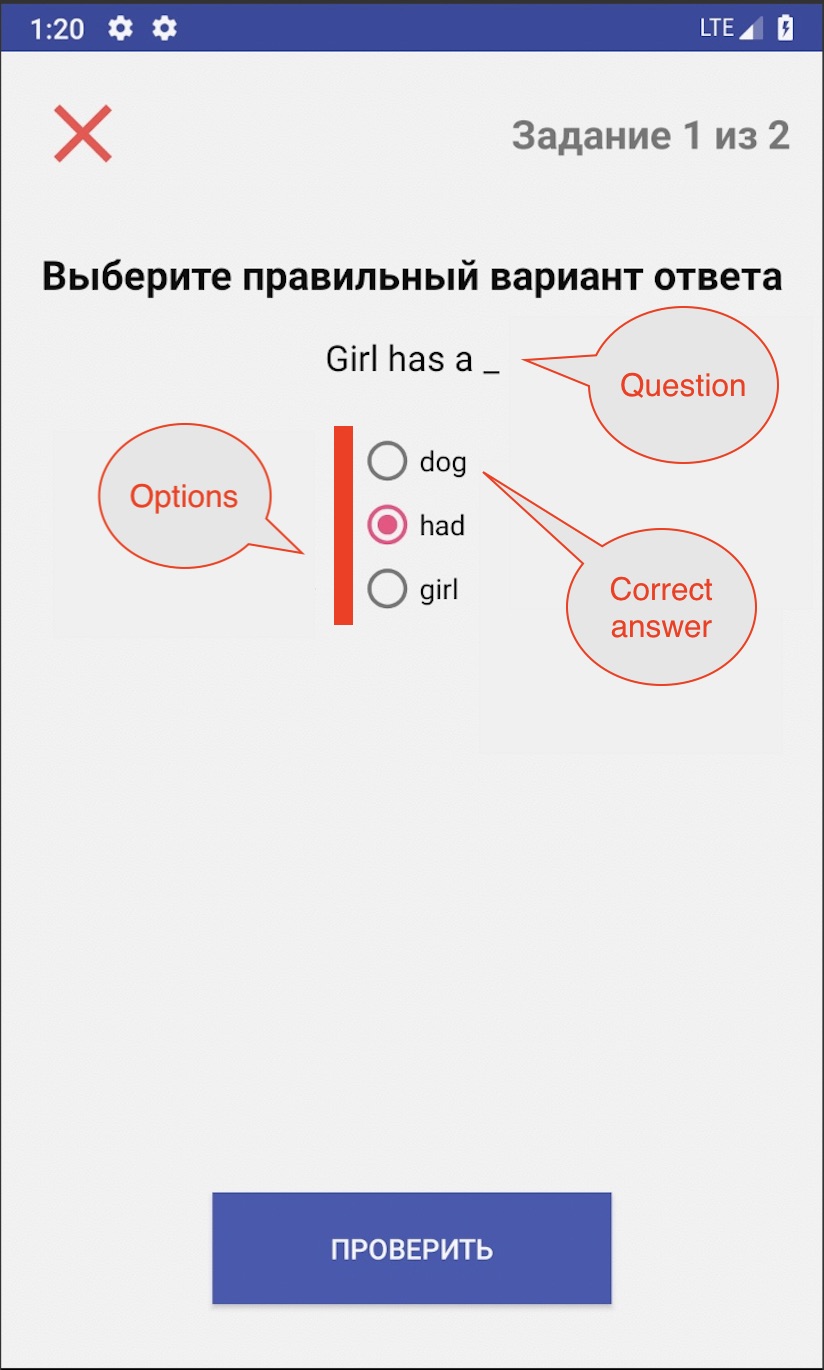 1:20 LTE
Задание 1 из 2
Выберите правильный вариант ответа
Girl has a _
Question
Options
dog
had
girl
Correct
answer
ПРОВЕРИТЬ